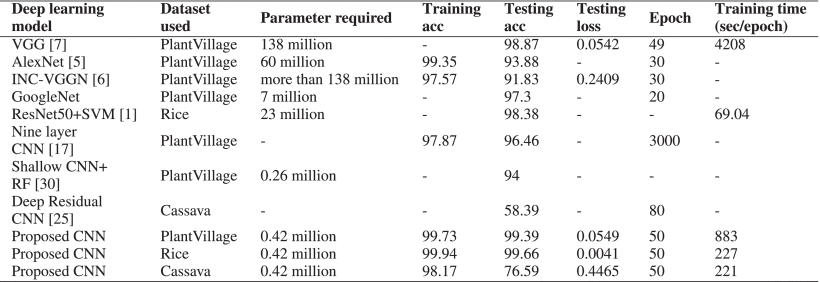 Deep learning model Dataset used Parameter required Training acc Testing acc Testing loss Epoch Training time (sec/epoch)
VGG [7] PlantVillage 138 million - 98.87 0.0542 49 4208
AlexNet [5] PlantVillage 60 million 99.35 93.88 - 30 -
INC-VGGN [6] PlantVillage more than 138 million 97.57 91.83 0.2409 30 -
GoogleNet PlantVillage 7 million - 97.3 - 20 -
ResNet50+SVM [1] Rice 23 million - 98.38 - - 69.04
Nine layer CNN [17] PlantVillage - 97.87 96.46 - 3000 -
Shallow CNN+ RF [30] PlantVillage 0.26 million - 94 - - -
Deep Residual CNN [25] Cassava - - 58.39 - 80 -
Proposed CNN PlantVillage 0.42 million 99.73 99.39 0.0549 50 883
Proposed CNN Rice 0.42 million 99.94 99.66 0.0041 50 227
Proposed CNN Cassava 0.42 million 98.17 76.59 0.4465 50 221